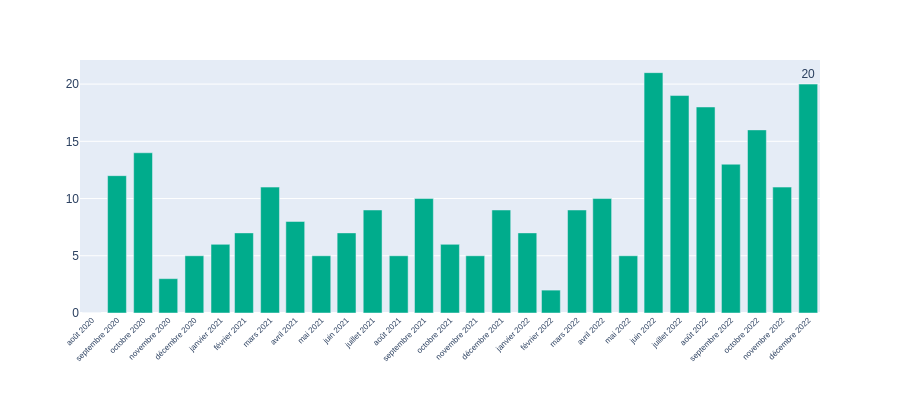 20
20
15
10
5
0
août 2020
septembre 2020
octobre 2020
novembre 2020
décembre 2020
janvier 2021
février 2021
mars 2021
avril 2021
mai 2021
juin 2021
juillet 2021
août 2021
septembre 2021
octobre 2021
novembre 2021
décembre 2021
janvier 2022
février 2022
mars 2022
avril 2022
mai 2022
juin 2022
juillet 2022
août 2022
septembre 2022
octobre 2022
novembre 2022
décembre 2022